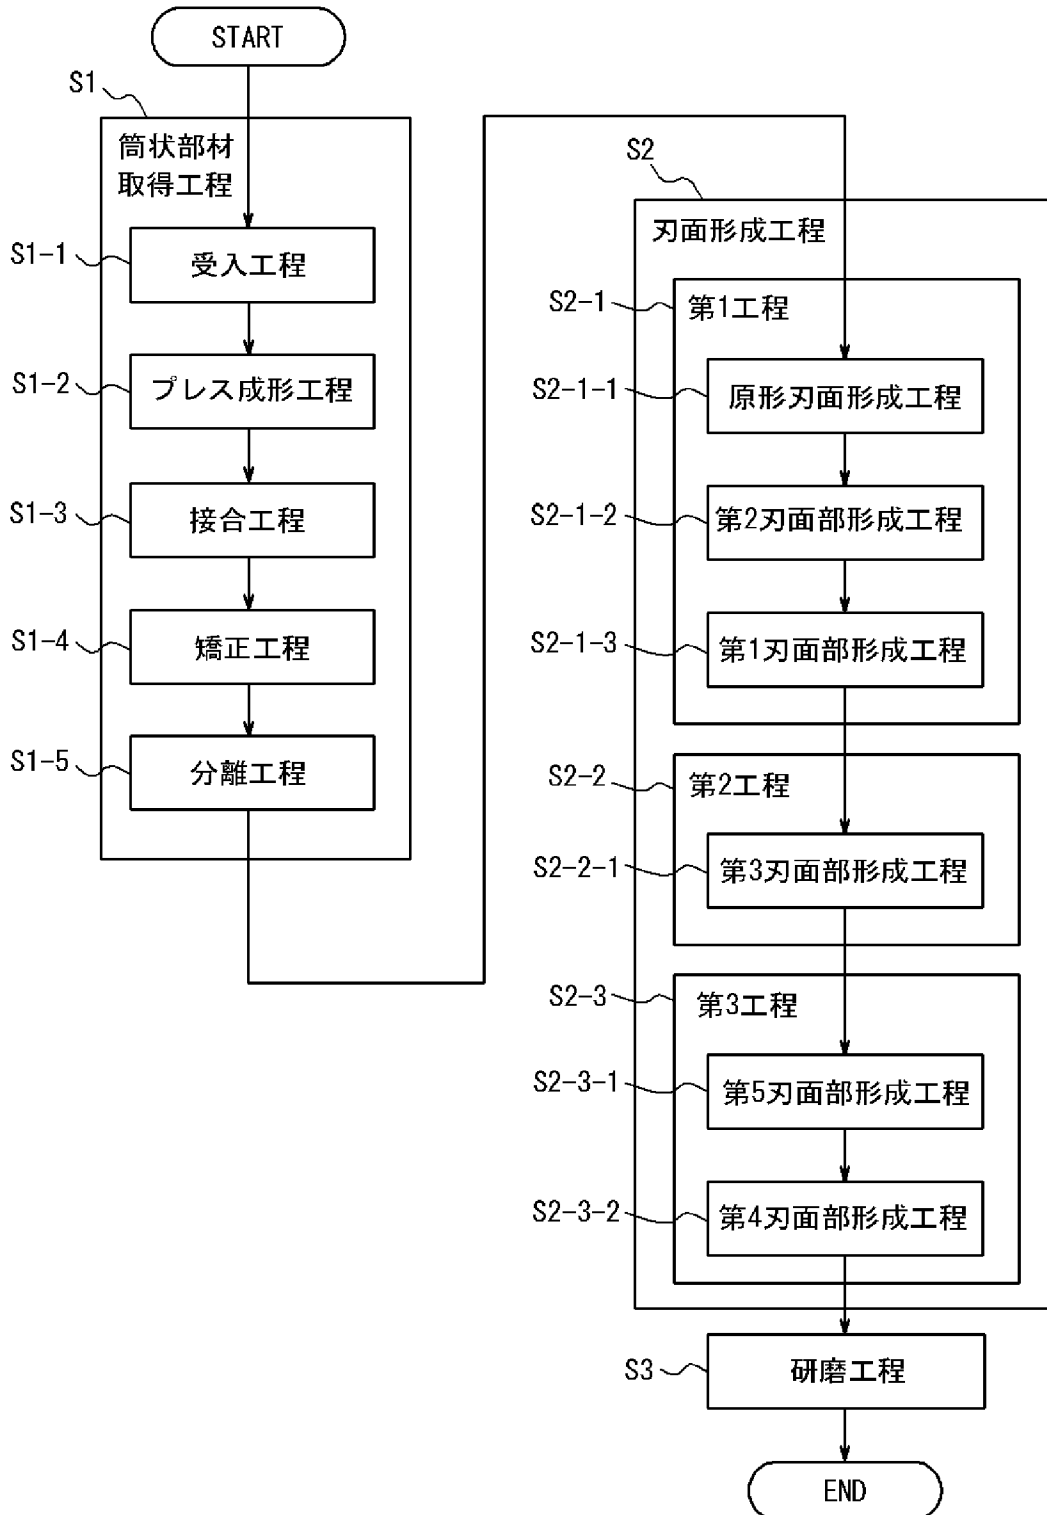 START
S1
筒状部材
取得工程
S1-1
受入工程
S1-2
プレス成形工程
S1-3
接合工程
S1-4
矯正工程
S1-5
分離工程
S2
刃面形成工程
S2-1
第1工程
S2-1-1
原形刃面形成工程
S2-1-2
第2刃面部形成工程
S2-1-3
第1刃面部形成工程
S2-2
第2工程
S2-2-1
第3刃面部形成工程
S2-3
第3工程
S2-3-1
第5刃面部形成工程
S2-3-2
第4刃面部形成工程
S3
研磨工程
END